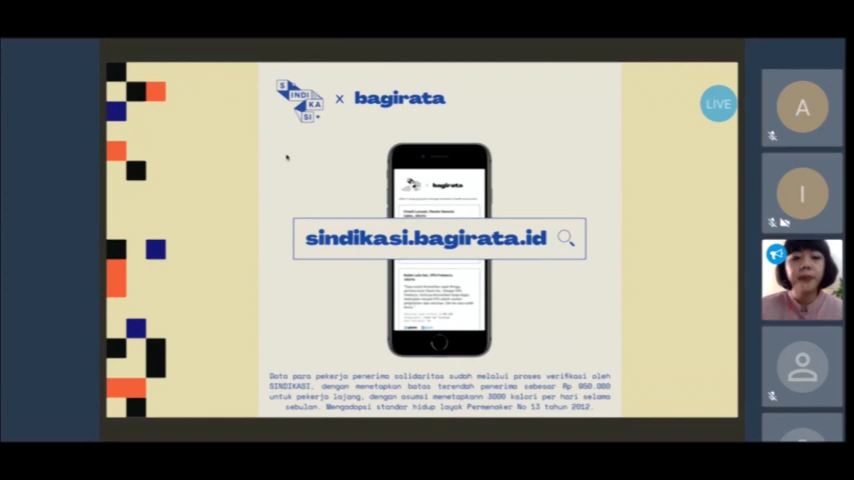 SINDIKASI
x bagirata
LIVE
A
I
bagirata
sindikasi.bagirata.id
Data para pekerja penerima solidaritas sudah melalui proses verifikasi oleh
SINDIKASI, dengan menetapkan batas terendah penerima sebesar Rp 950.000
untuk pekerja lajang, dengan asumsi menetapkann 3000 kalori per hari selama
sebulan. Mengadopsi standar hidup layak Permenaker No 13 tahun 2012.